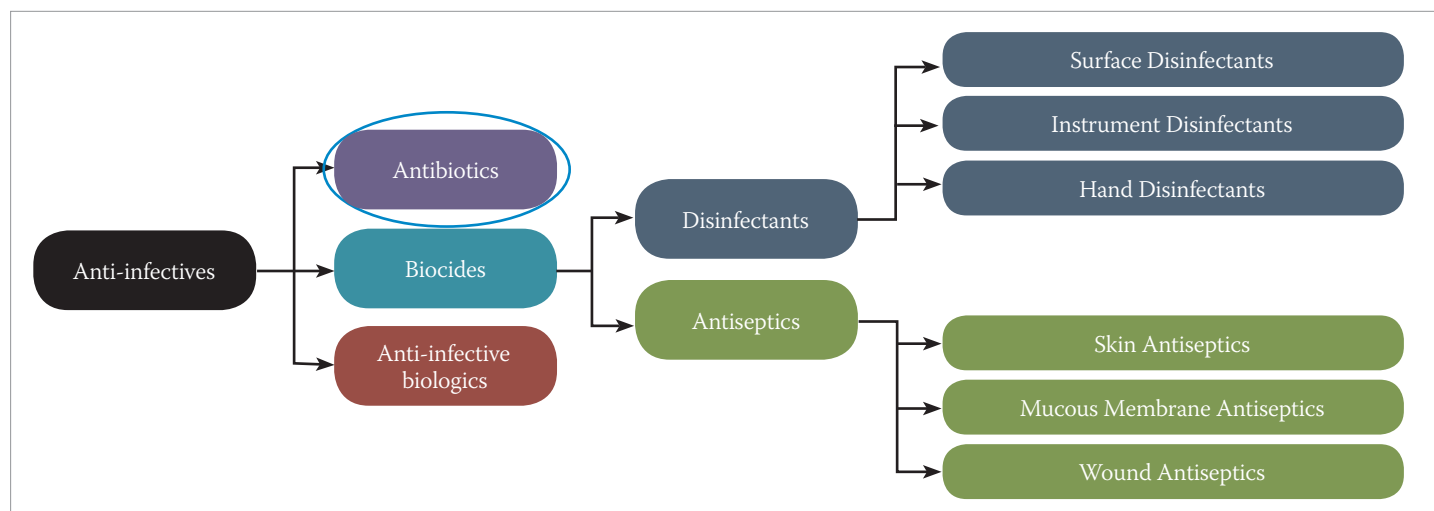 Anti-infectives
Antibiotics
Biocides
Anti-infective
biologics
Disinfectants
Antiseptics
Surface Disinfectants
Instrument Disinfectants
Hand Disinfectants
Skin Antiseptics
Mucous Membrane Antiseptics
Wound Antiseptics